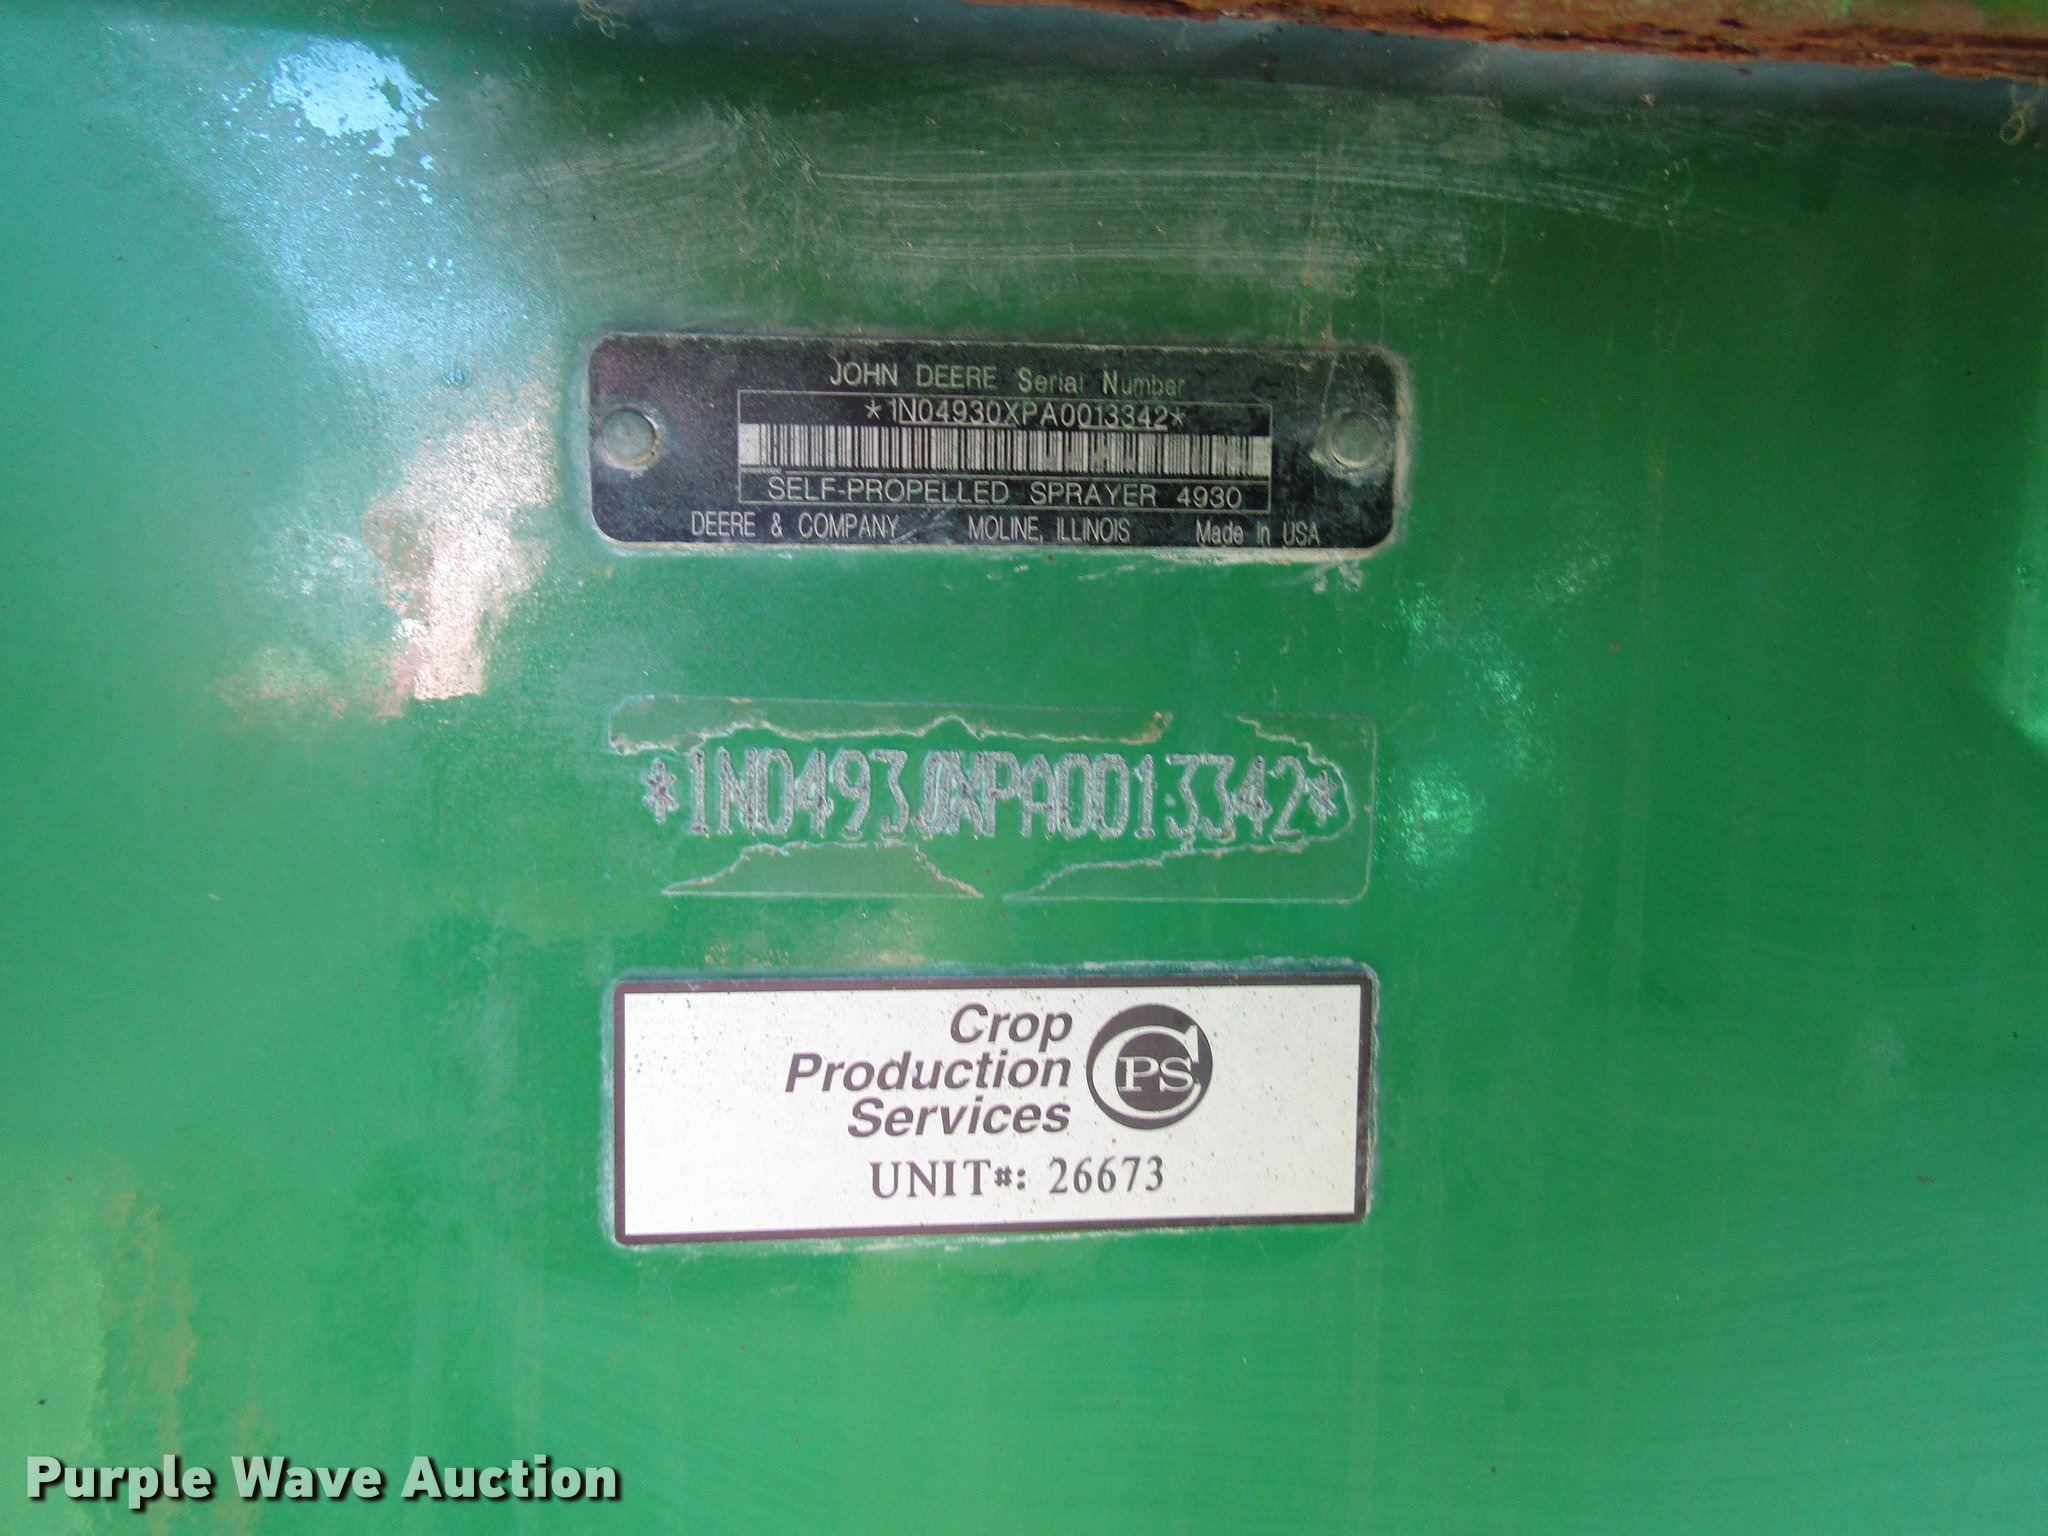 JOHN DEERE Serial Number
*1N04930XPA0013342*
SELF-PROPELLED SPRAYER 4930
DEERE & COMPANY MOLINE, ILLINOIS Made in USA
*1N04930XPA0013342*
Crop
Production
Services
CPS
UNIT#: 26673
Purple Wave Auction